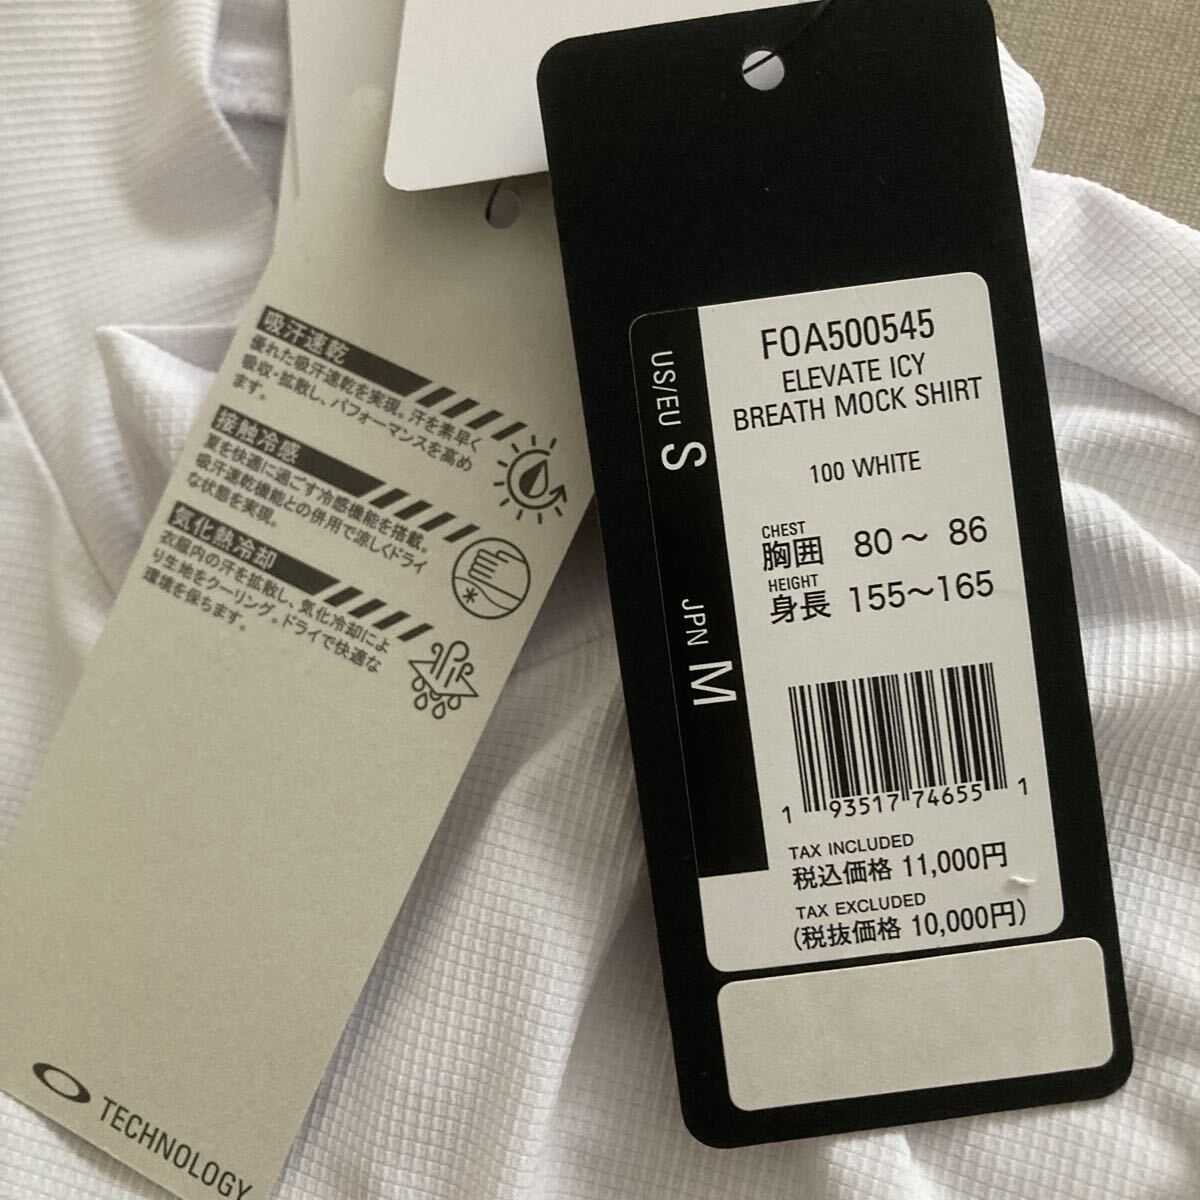 吸汗速乾
優れた吸汗速乾を実現。汗を素早く
吸収・拡散し、パフォーマンスを高め
ます。
接触冷感
夏を快適に過ごす冷感機能を搭載。
吸汗速乾機能との併用で涼しくドライ
な状態を実現。
気化熱冷却
衣服内の汗を拡散し、気化冷却によ
り生地をクーリング。ドライで快適な
環境を保ちます。
TECHNOLOGY
US/EU S
JPN M
FOA500545
ELEVATE ICY
BREATH MOCK SHIRT
100 WHITE
CHEST
胸囲 80～ 86
HEIGHT
身長 155～165
1 93517 74655 1
TAX INCLUDED
税込価格 11,000円
TAX EXCLUDED
(税抜価格 10,000円)